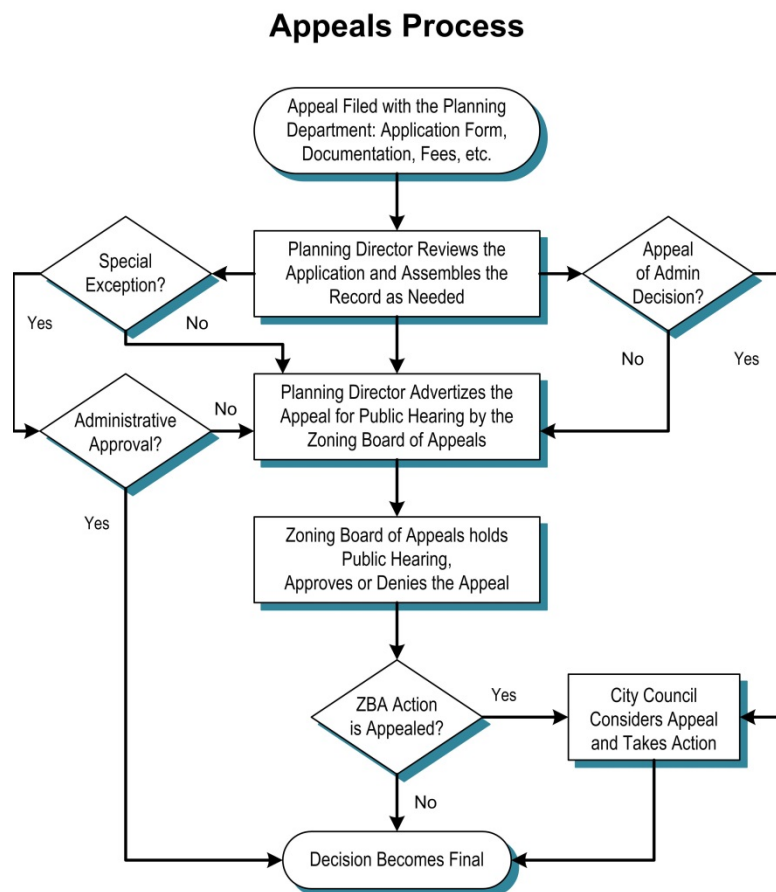 Appeals Process
Appeal Filed with the Planning
Department: Application Form,
Documentation, Fees, etc.
Special
Exception?
Planning Director Reviews the
Application and Assembles the
Record as Needed
Appeal
of Admin
Decision?
Yes
No
No
Yes
Administrative
Approval?
No
Planning Director Advertizes the
Appeal for Public Hearing by the
Zoning Board of Appeals
Yes
Zoning Board of Appeals holds
Public Hearing,
Approves or Denies the Appeal
ZBA Action
is Appealed?
Yes
City Council
Considers Appeal
and Takes Action
No
Decision Becomes Final